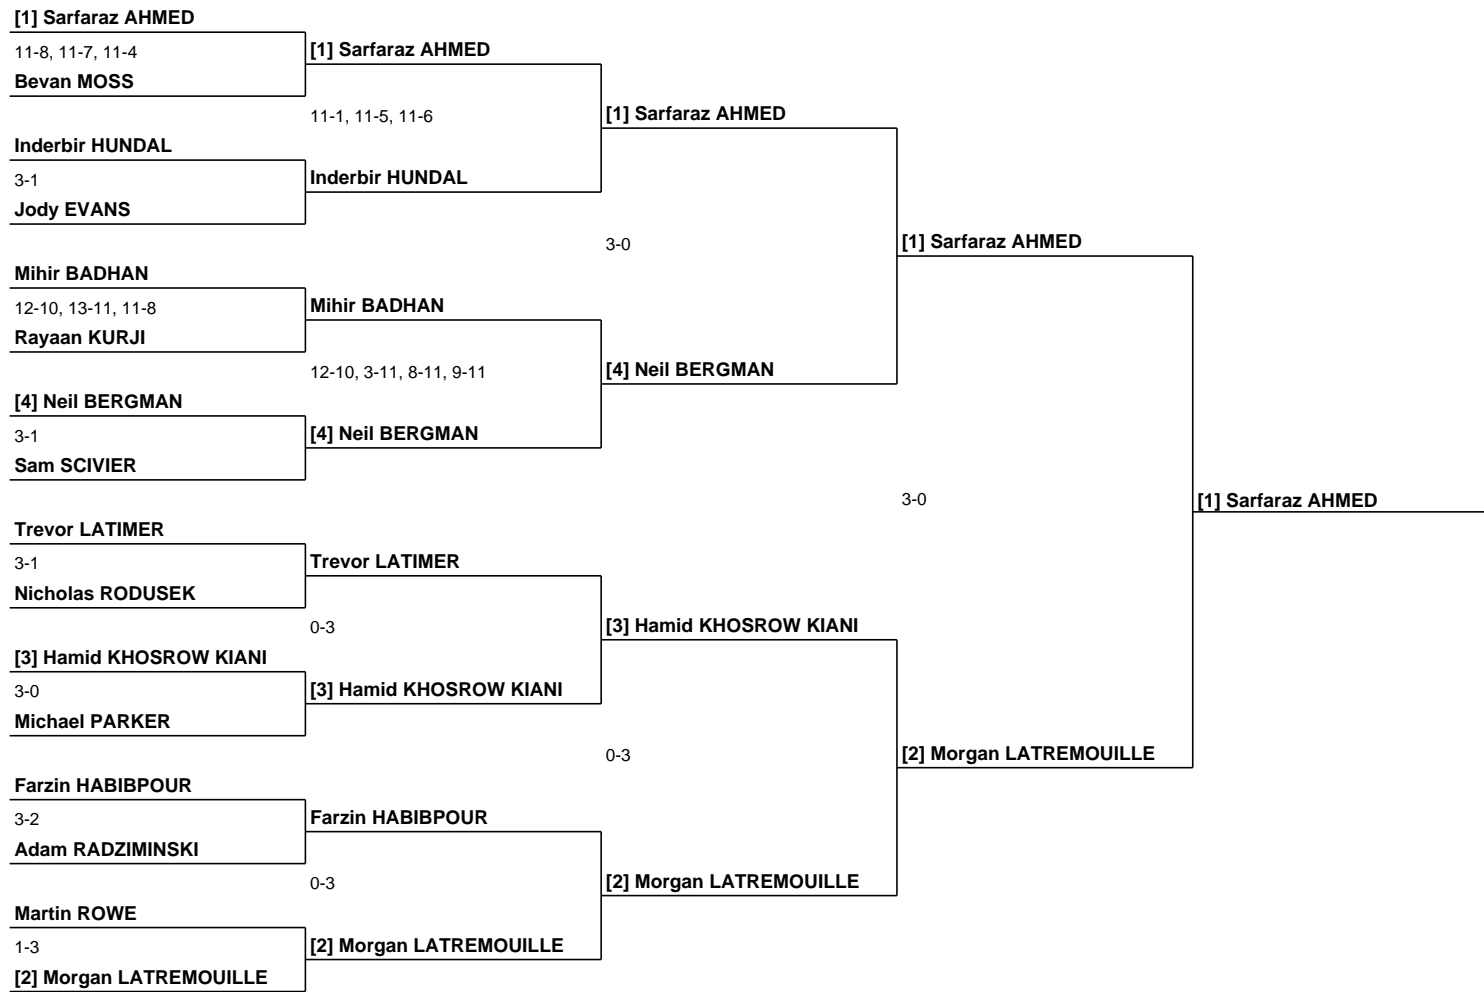 [1] Sarfaraz AHMED
11-8, 11-7, 11-4
Bevan MOSS
Inderbir HUNDAL
3-1
Jody EVANS
Mihir BADHAN
12-10, 13-11, 11-8
Rayaan KURJI
[4] Neil BERGMAN
3-1
Sam SCIVIER
Trevor LATIMER
3-1
Nicholas RODUSEK
[3] Hamid KHOSROW KIANI
3-0
Michael PARKER
Farzin HABIBPOUR
3-2
Adam RADZIMINSKI
Martin ROWE
1-3
[2] Morgan LATREMOUILLE
[1] Sarfaraz AHMED
11-1, 11-5, 11-6
Inderbir HUNDAL
Mihir BADHAN
12-10, 3-11, 8-11, 9-11
[4] Neil BERGMAN
Trevor LATIMER
0-3
[3] Hamid KHOSROW KIANI
Farzin HABIBPOUR
0-3
[2] Morgan LATREMOUILLE
[1] Sarfaraz AHMED
3-0
[4] Neil BERGMAN
[3] Hamid KHOSROW KIANI
0-3
[2] Morgan LATREMOUILLE
[1] Sarfaraz AHMED
3-0
[2] Morgan LATREMOUILLE
[1] Sarfaraz AHMED